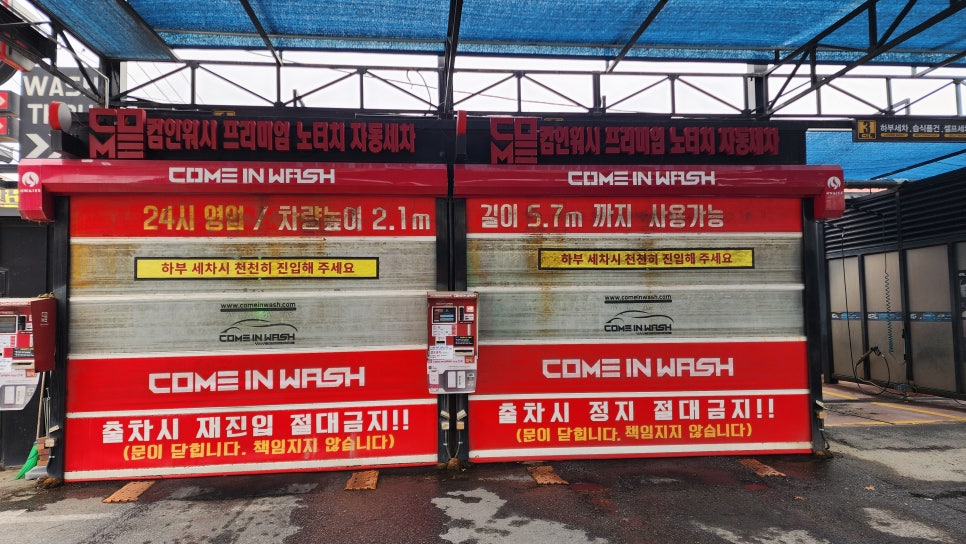 WASH
컴인워시 프리미엄 노터치 자동세차
컴인워시 프리미엄 노터치 자동세차
하부세차, 습식폼건, 셀프세차
COME IN WASH
COME IN WASH
24시 영업 / 차량높이 2.1m
길이 5.7m 까지 사용가능
하부 세차시 천천히 진입해 주세요
하부 세차시 천천히 진입해 주세요
www.comeinwash.com
COME IN WASH
www.comeinwash.com
COME IN WASH
COME IN WASH
COME IN WASH
출차시 재진입 절대금지!!
(문이 닫힙니다. 책임지지 않습니다)
출차시 정지 절대금지!!
(문이 닫힙니다. 책임지지 않습니다)